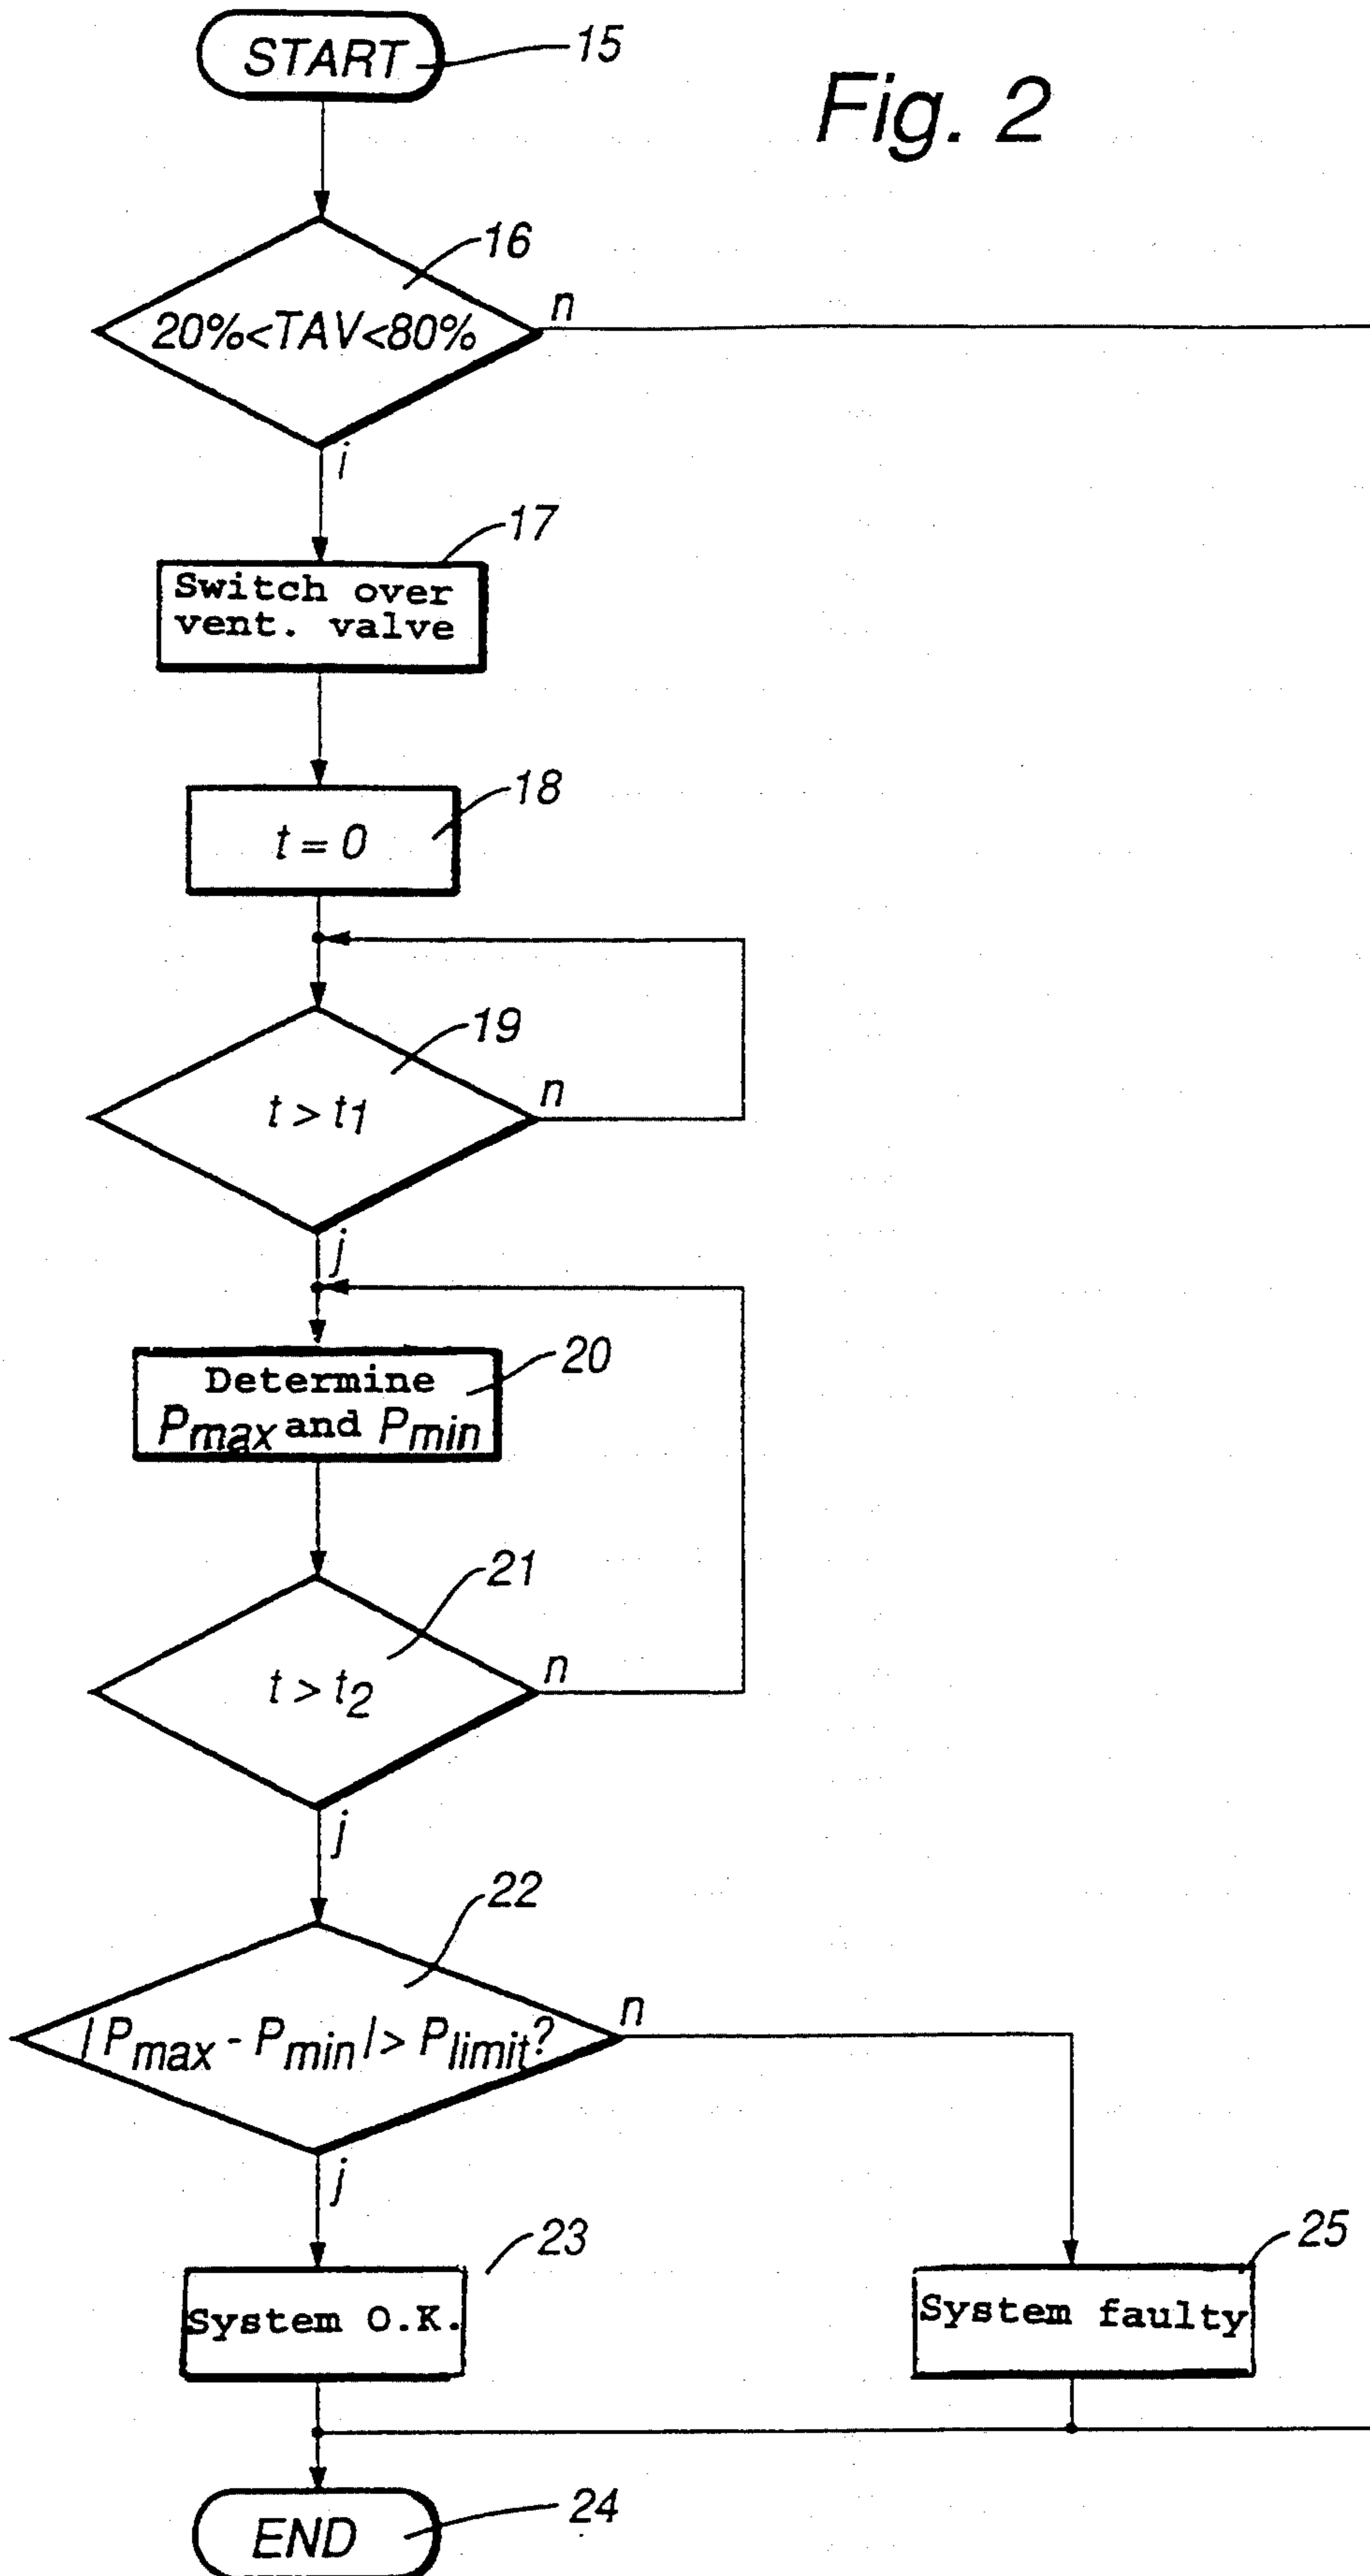 START
15
Fig. 2
16
20%<TAV<80%
n
j
17
Switch over
vent. valve
18
t = 0
19
t > t1
n
j
20
Determine
Pmax and Pmin
21
t > t2
n
j
22
| Pmax - Pmin | > Plimit?
n
j
23
System O.K.
25
System faulty
24
END